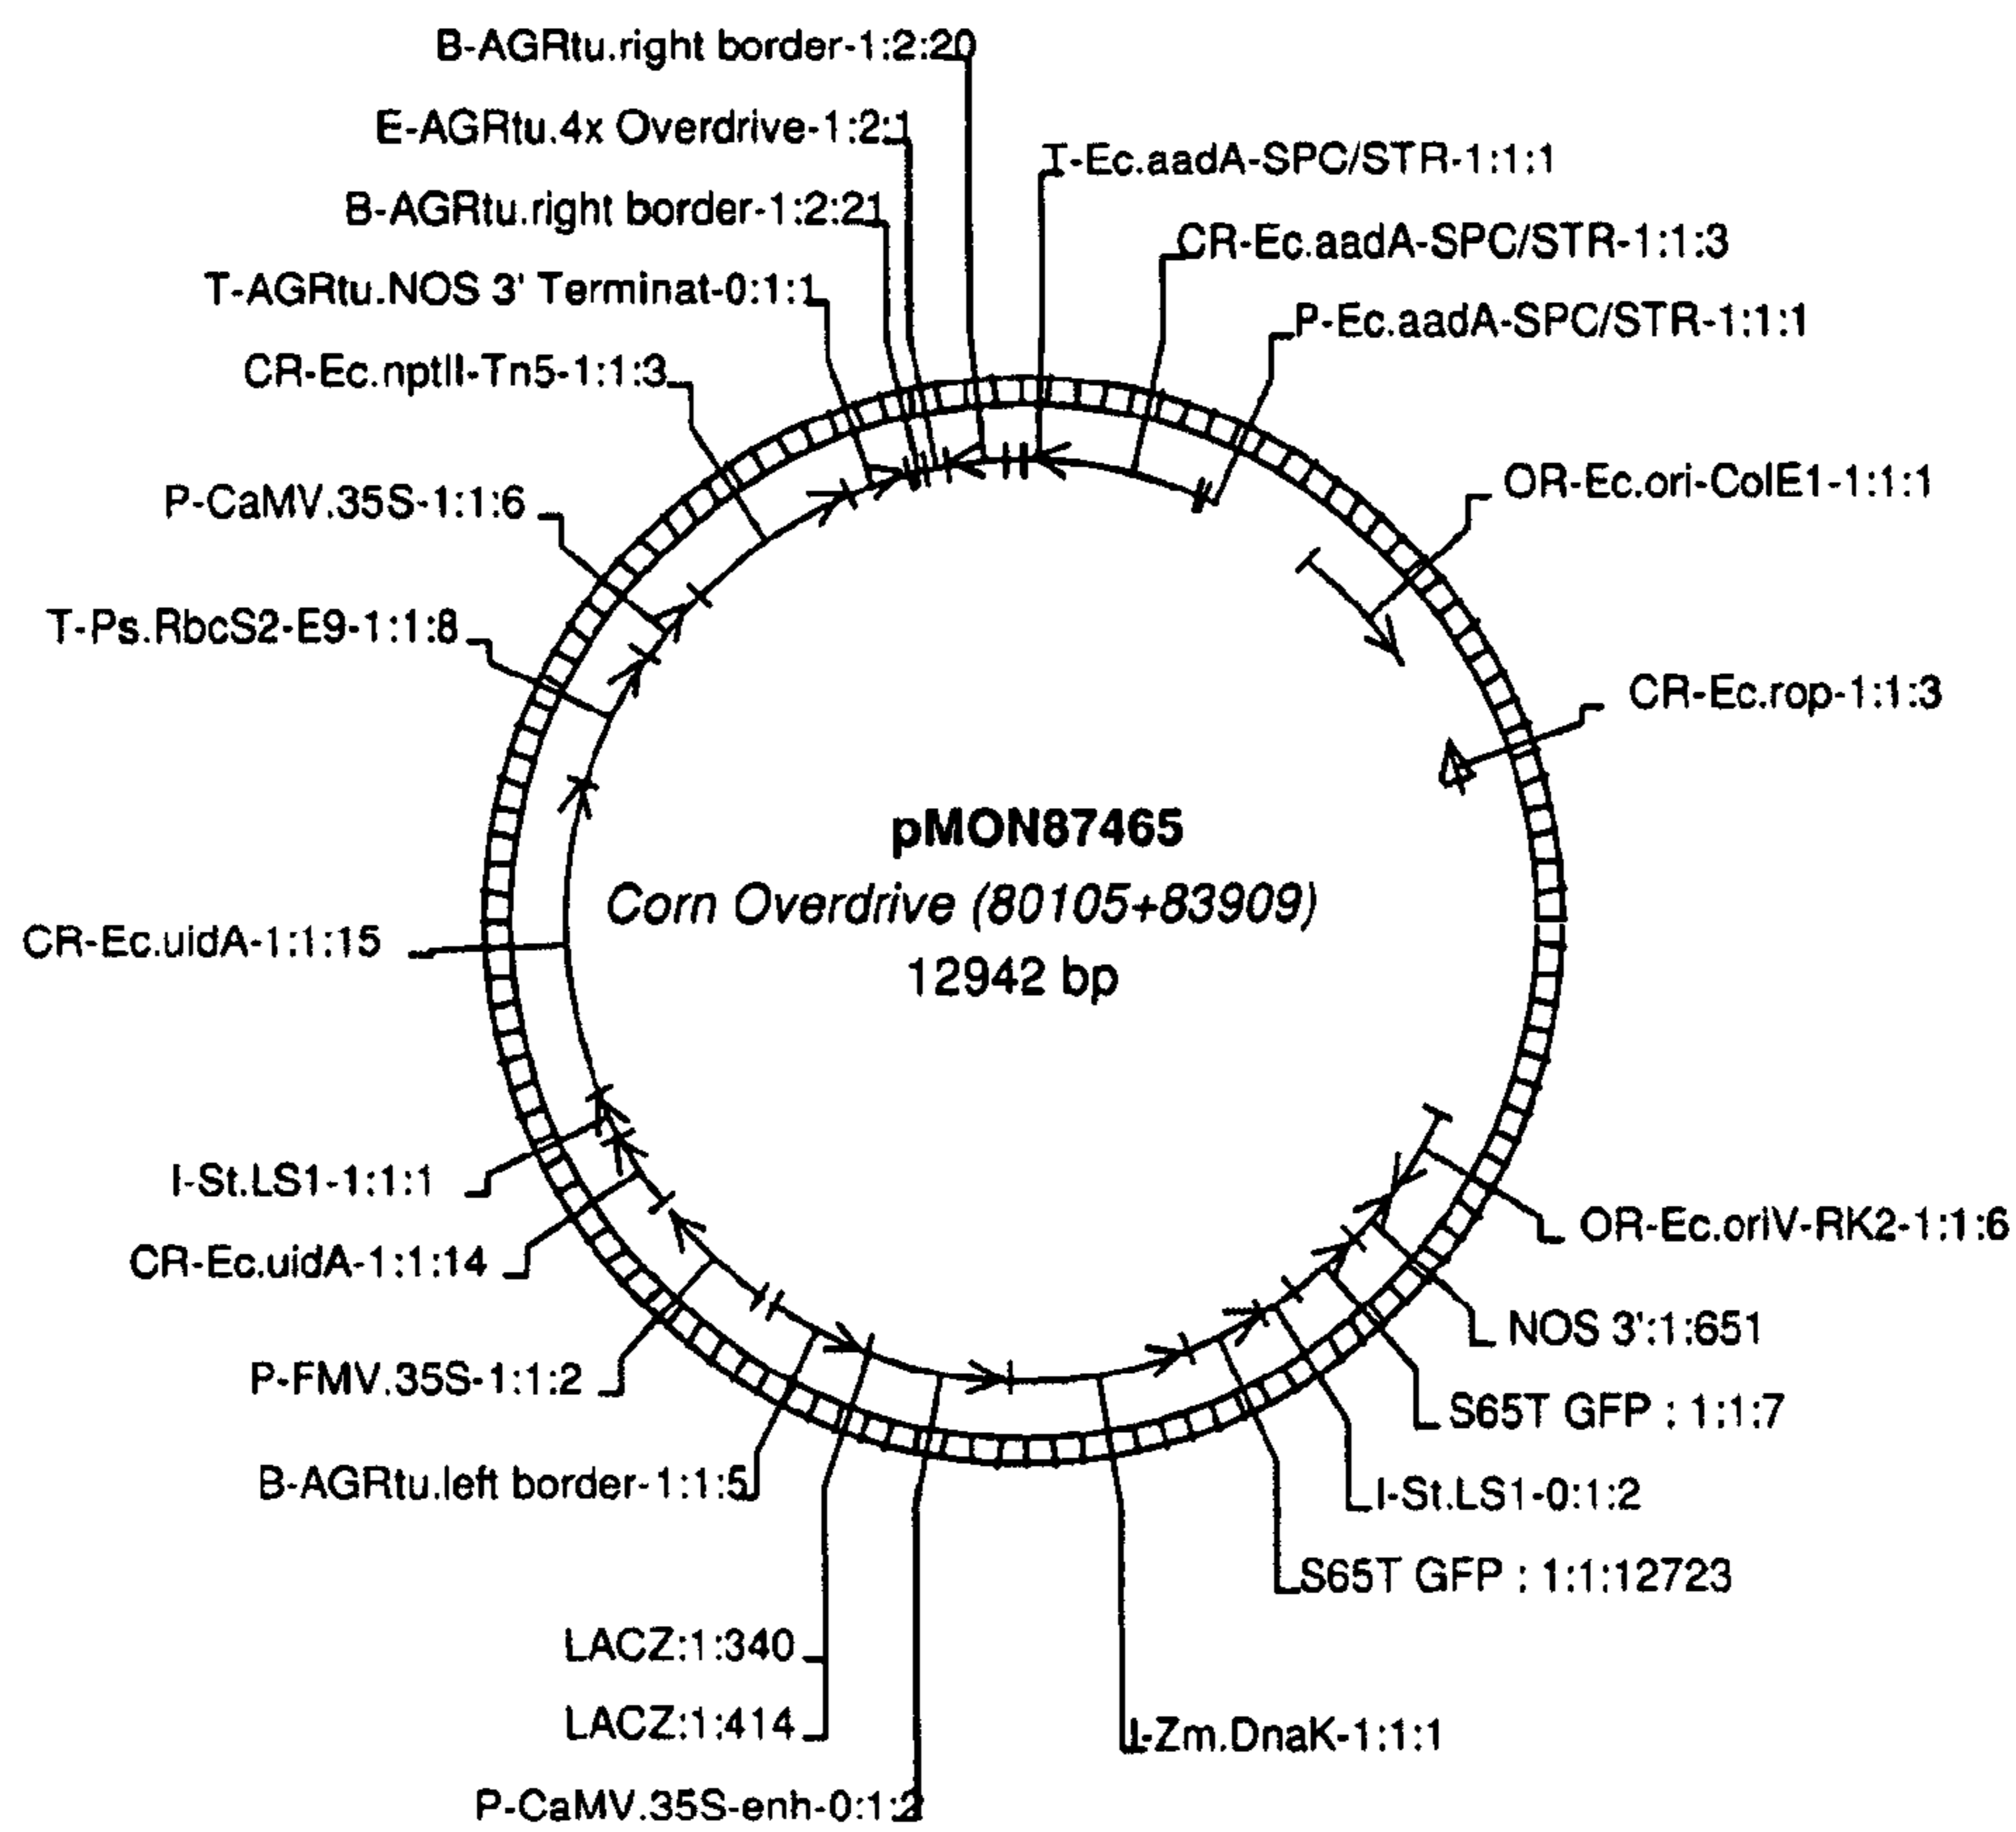 B-AGRtu.right border-1:2:20
E-AGRtu.4x Overdrive-1:2:1
I-Ec.aadA-SPC/STR-1:1:1
B-AGRtu.right border-1:2:21
CR-Ec.aadA-SPC/STR-1:1:3
T-AGRtu.NOS 3' Terminat-0:1:1
P-Ec.aadA-SPC/STR-1:1:1
CR-Ec.nptII-Tn5-1:1:3
OR-Ec.ori-ColE1-1:1:1
P-CaMV.35S-1:1:6
T-Ps.RbcS2-E9-1:1:8
CR-Ec.rop-1:1:3
pMON87465
Corn Overdrive (80105+83909)
12942 bp
CR-Ec.uidA-1:1:15
I-St.LS1-1:1:1
OR-Ec.oriV-RK2-1:1:6
CR-Ec.uidA-1:1:14
NOS 3':1:651
P-FMV.35S-1:1:2
S65T GFP : 1:1:7
B-AGRtu.left border-1:1:5
I-St.LS1-0:1:2
S65T GFP : 1:1:12723
LACZ:1:340
LACZ:1:414
I-Zm.DnaK-1:1:1
P-CaMV.35S-enh-0:1:2